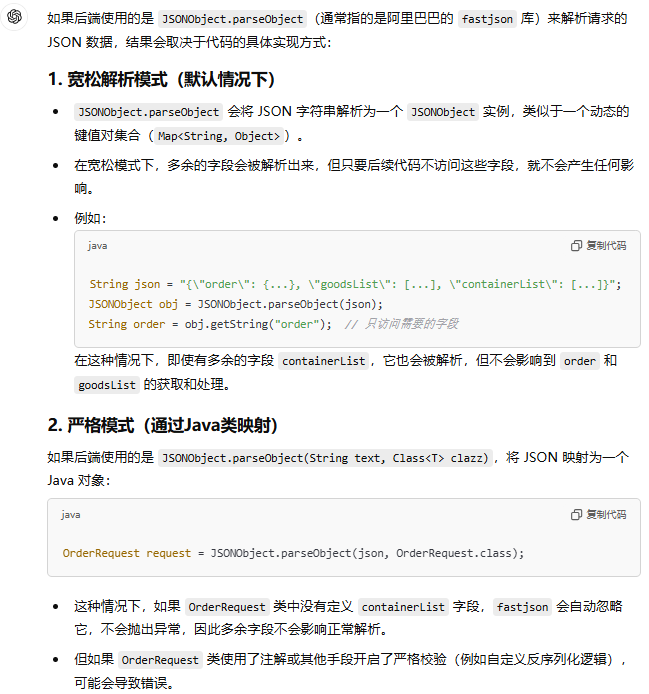 如果后端使用的是 JSONObject.parseObject（通常指的是阿里巴巴的 fastjson 库）来解析请求的
JSON 数据，结果会取决于代码的具体实现方式：
1. 宽松解析模式（默认情况下）
• JSONObject.parseObject 会将 JSON 字符串解析为一个 JSONObject 实例，类似于一个动态的
键值对集合（Map<String, Object>）。
• 在宽松模式下，多余的字段会被解析出来，但只要后续代码不访问这些字段，就不会产生任何影
响。
• 例如：
java 复制代码
String json = "{\"order\": {...}, \"goodsList\": [...], \"containerList\": [...]}";
JSONObject obj = JSONObject.parseObject(json);
String order = obj.getString("order"); // 只访问需要的字段
在这种情况下，即使有多余的字段 containerList，它也会被解析，但不会影响到 order 和
goodsList 的获取和处理。
2. 严格模式（通过Java类映射）
如果后端使用的是 JSONObject.parseObject(String text, Class<T> clazz)，将 JSON 映射为一个
Java 对象：
java 复制代码
OrderRequest request = JSONObject.parseObject(json, OrderRequest.class);
• 这种情况下，如果 OrderRequest 类中没有定义 containerList 字段，fastjson 会自动忽略
它，不会抛出异常，因此多余字段不会影响正常解析。
• 但如果 OrderRequest 类使用了注解或其他手段开启了严格校验（例如自定义反序列化逻辑），
可能会导致错误。